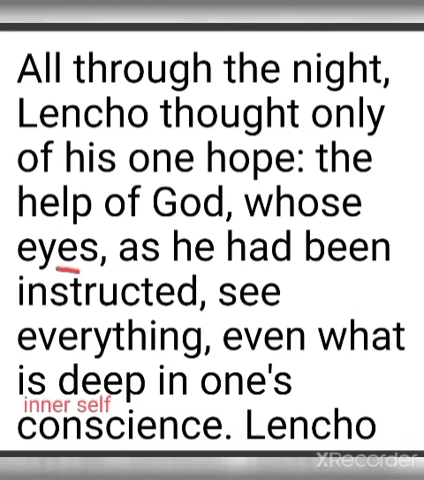 All through the night,
Lencho thought only
of his one hope: the
help of God, whose
eyes, as he had been
instructed, see
everything, even what
is deep in one's
inner self
conscience. Lencho
XRecorder